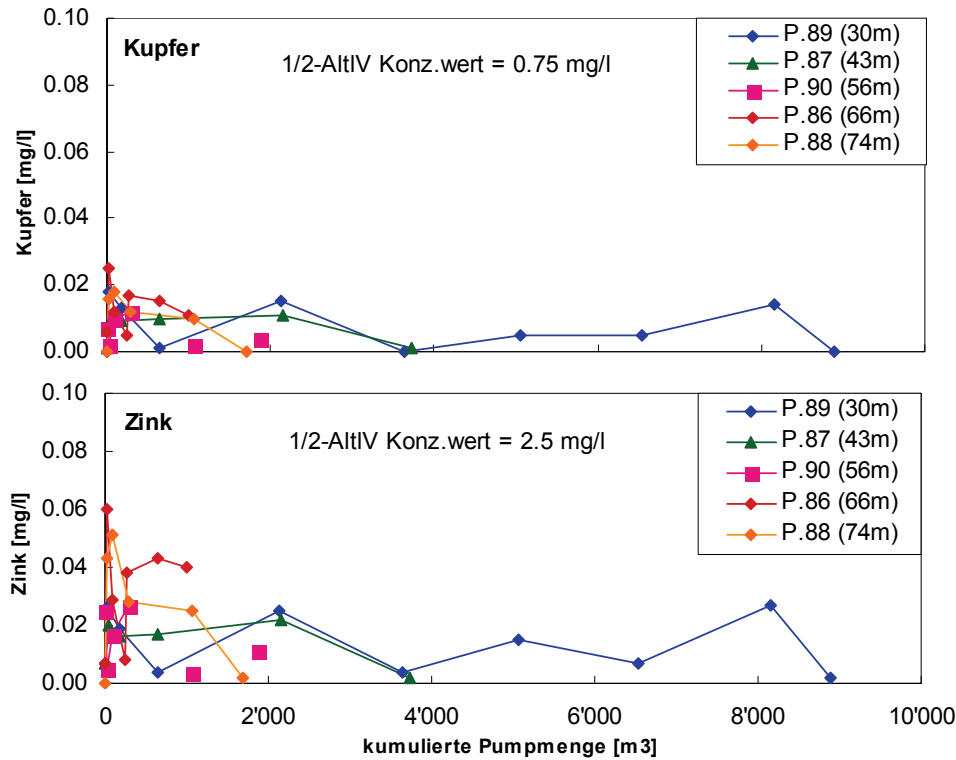 0.10
0.08
0.06
0.04
0.02
0.00
Kupfer [mg/l]
Kupfer
1/2-AltlV Konz.wert = 0.75 mg/l
P.89 (30m)
P.87 (43m)
P.90 (56m)
P.86 (66m)
P.88 (74m)
0.10
0.08
0.06
0.04
0.02
0.00
Zink [mg/l]
Zink
1/2-AltlV Konz.wert = 2.5 mg/l
P.89 (30m)
P.87 (43m)
P.90 (56m)
P.86 (66m)
P.88 (74m)
0 2'000 4'000 6'000 8'000 10'000
kumulierte Pumpmenge [m3]